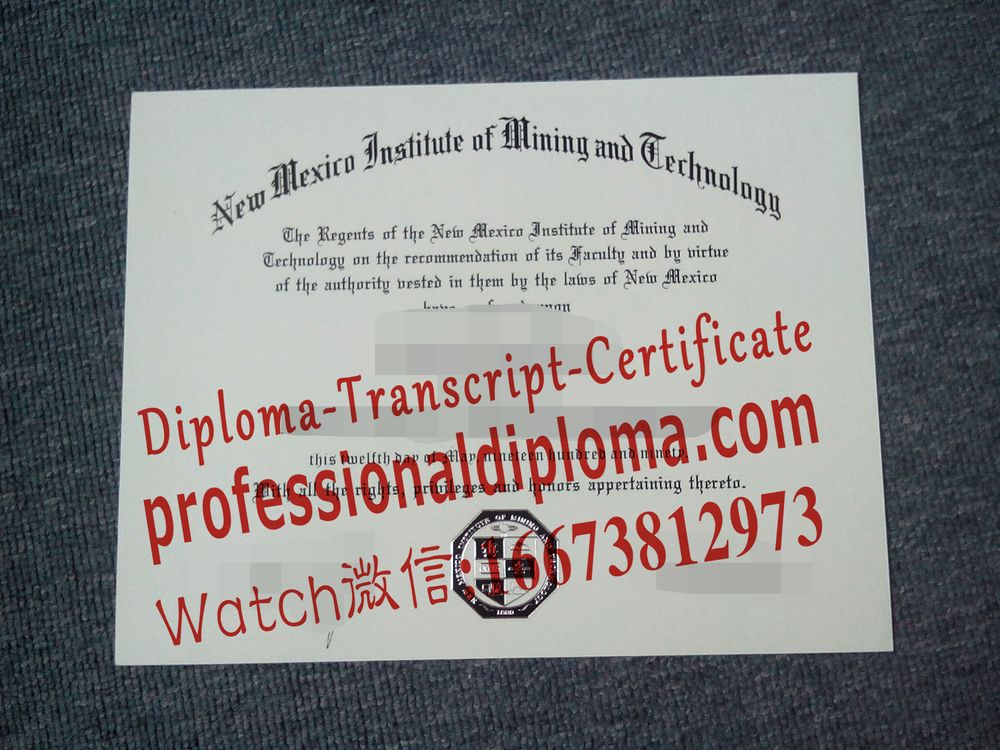 New Mexico Institute of Mining and Technology
The Regents of the New Mexico Institute of Mining and
Technology on the recommendation of its Faculty and by virtue
of the authority vested in them by the laws of New Mexico
Diploma-Transcript-Certificate
professionaldiploma.com
this twelfth day of May, nineteen hundred and ninety,
With all the rights, privileges and honors appertaining thereto.
Watch微信:16673812973